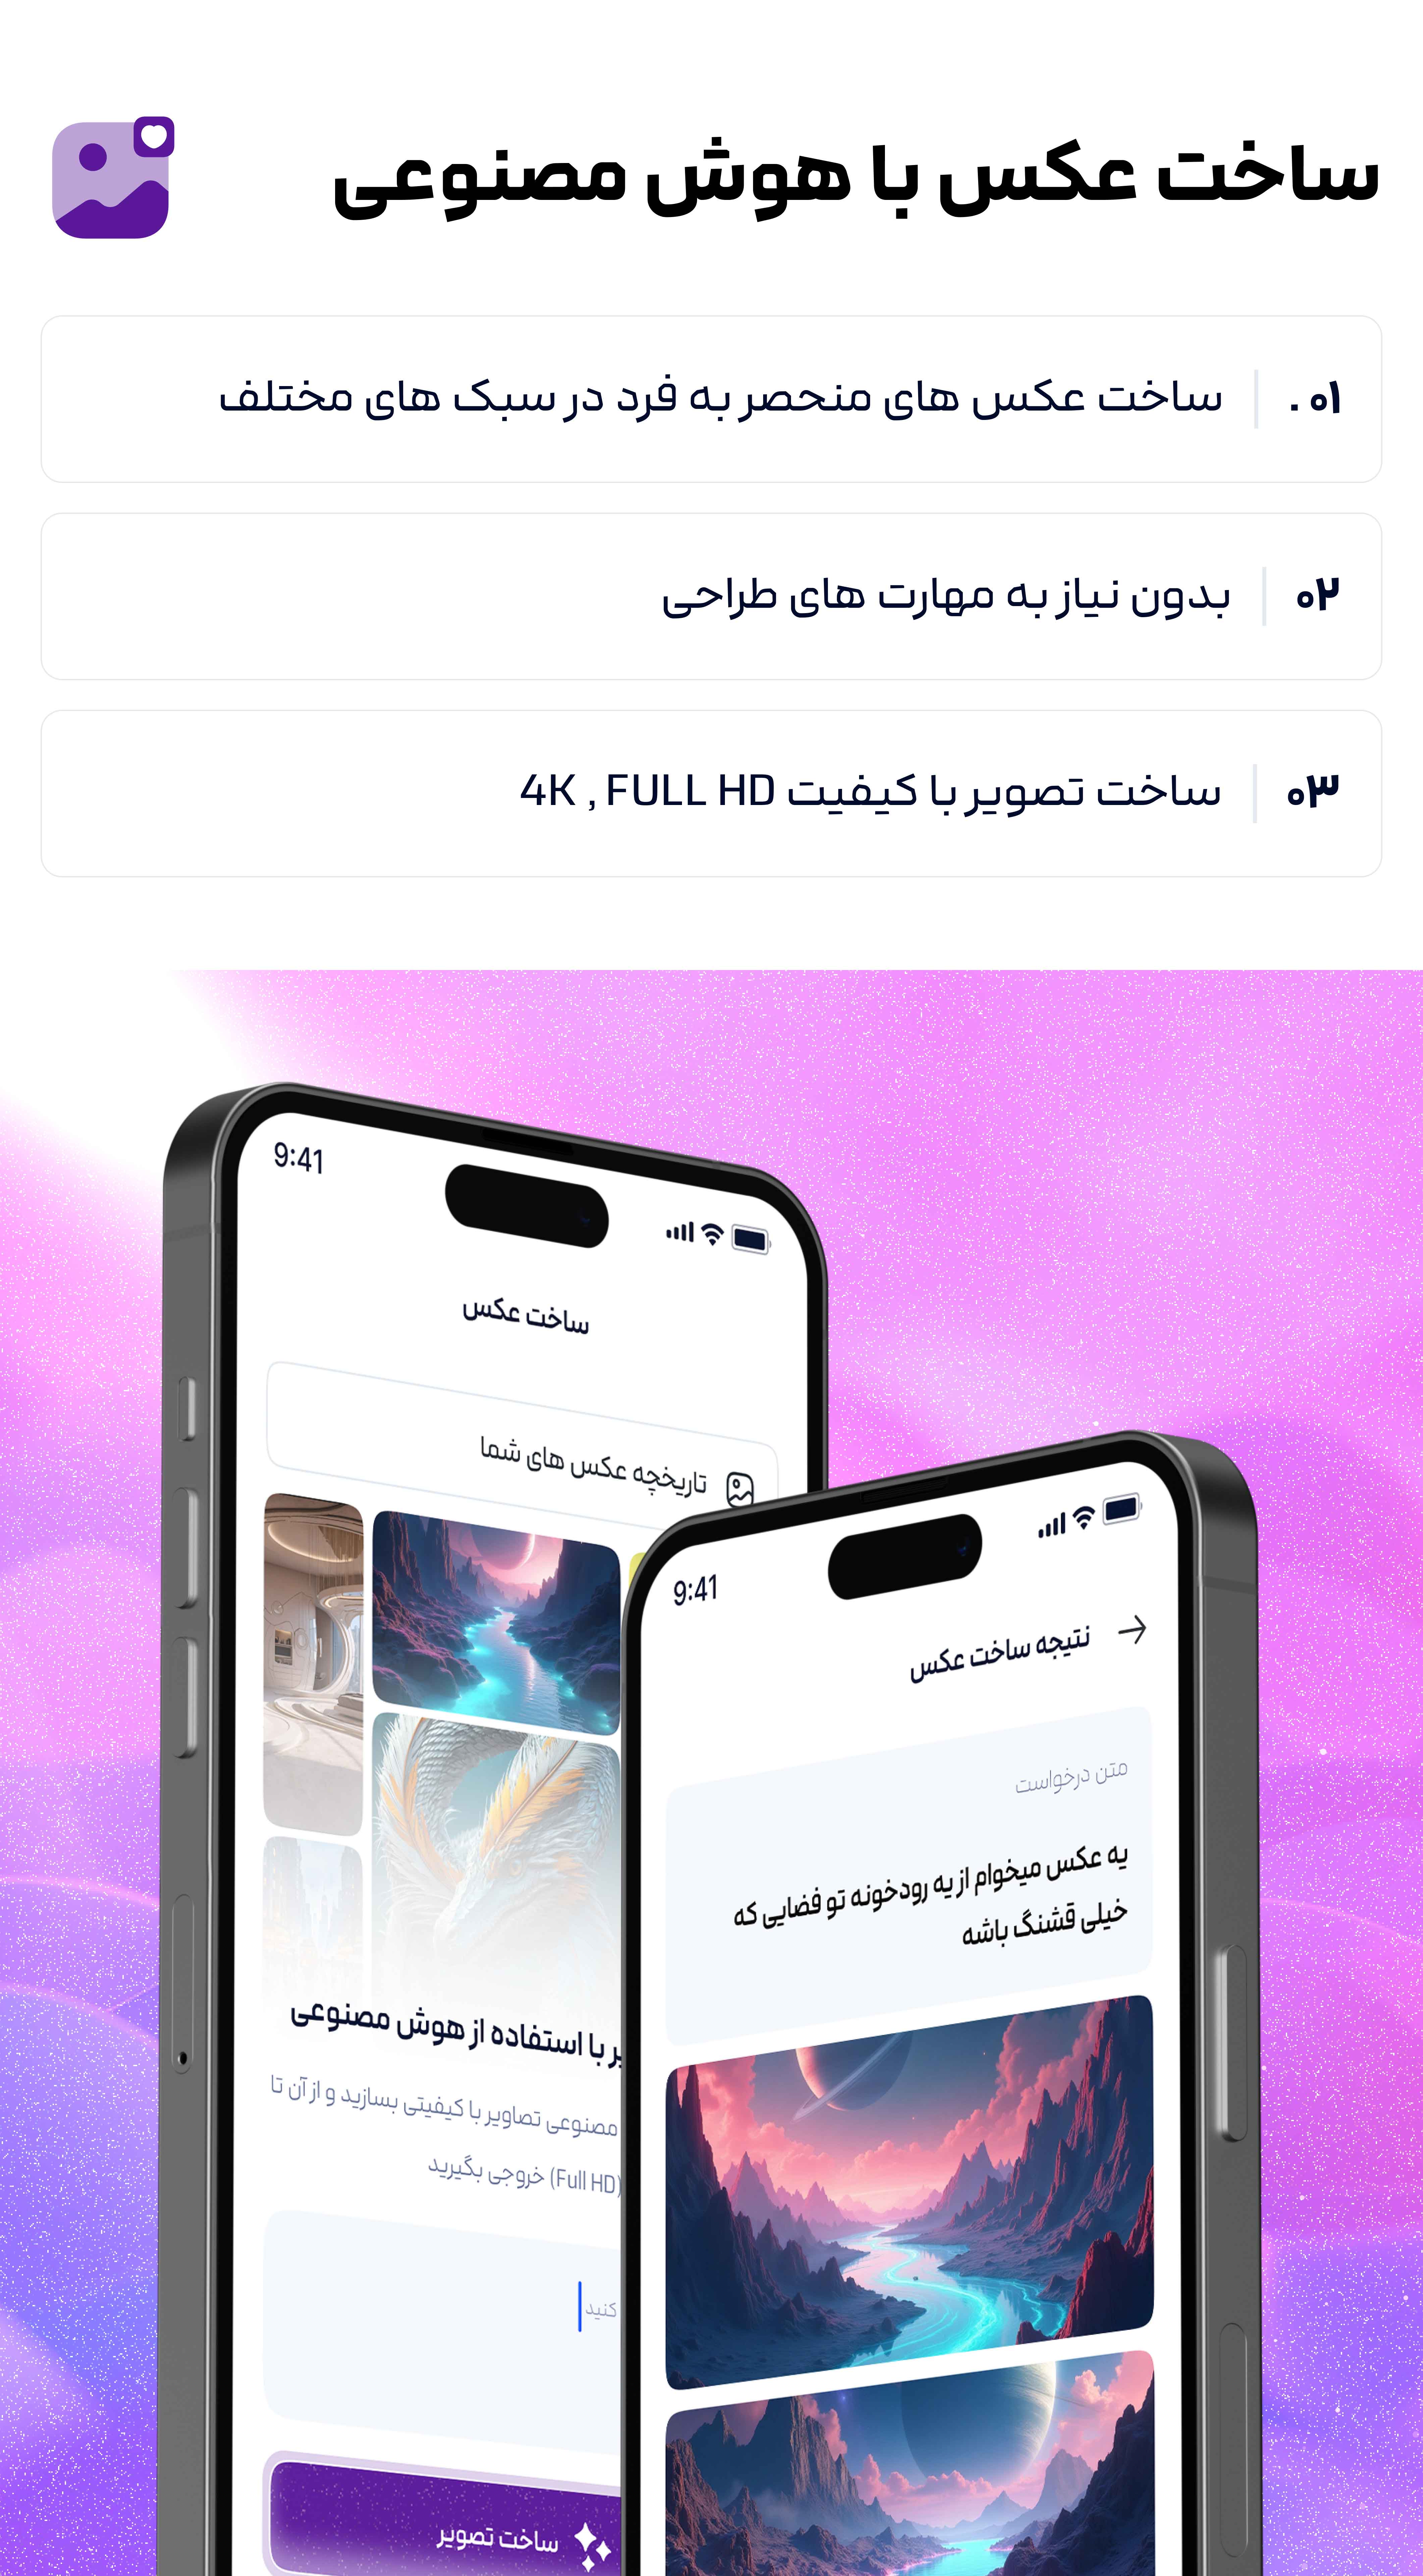 ساخت عکس با هوش مصنوعی
۰۱ .
ساخت عکس های منحصر به فرد در سبک های مختلف
۰۲
بدون نیاز به مهارت های طراحی
۰۳
ساخت تصویر با کیفیت 4K , FULL HD
9:41
ساخت عکس
تاریخچه عکس های شما
با استفاده از هوش مصنوعی
مصنوعی تصاویر با کیفیتی بسازید و از آن تا
(Full HD) خروجی بگیرید
کنید
ساخت تصویر
9:41
نتیجه ساخت عکس
متن درخواست
یه عکس میخوام از یه رودخونه تو فضایی که
خیلی قشنگ باشه